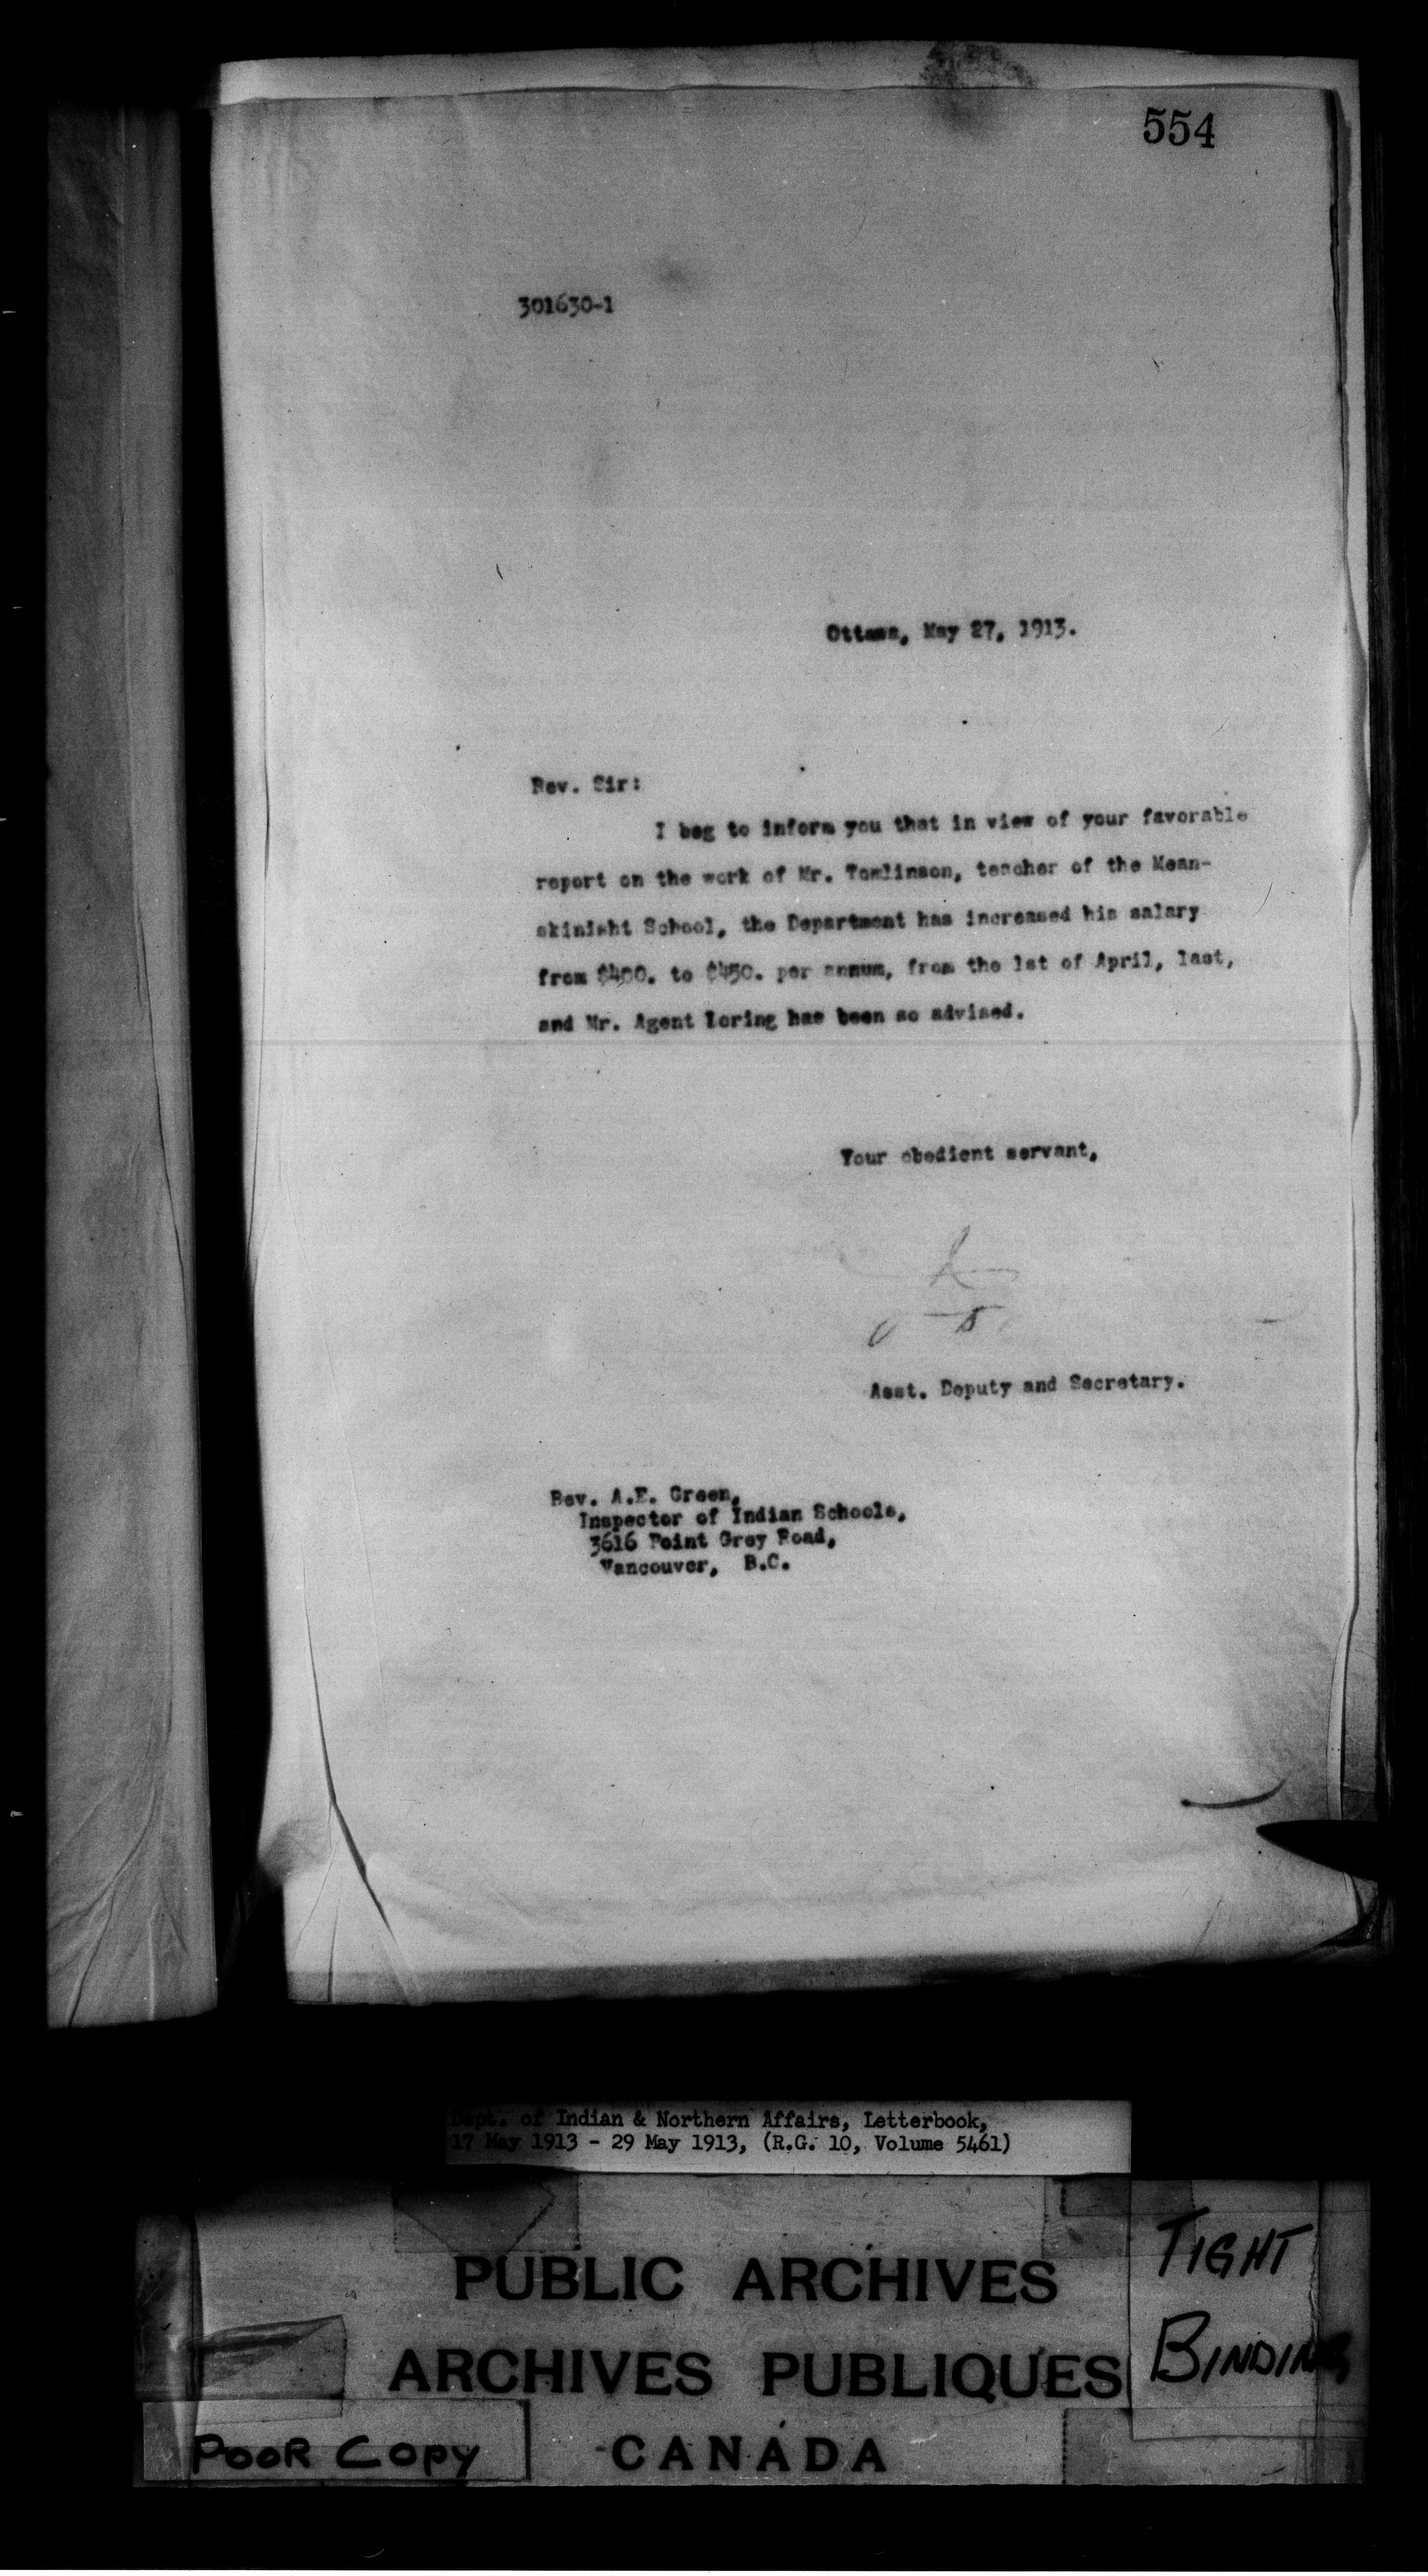 554
301630-1
Ottawa, May 27, 1913.
Rev. Sir:
I beg to inform you that in view of your favorable
report on the work of Mr. Tomlinson, teacher of the Mean-
skinisht School, the Department has increased his salary
from $400. to $450. per annum, from the 1st of April, last,
and Mr. Agent Loring has been so advised.
Your obedient servant,
Asst. Deputy and Secretary.
Rev. A.E. Green,
Inspector of Indian Schools,
3616 Point Grey Road,
Vancouver, B.C.
Dept. of Indian & Northern Affairs, Letterbook,
17 May 1913 - 29 May 1913, (R.G. 10, Volume 5461)
PUBLIC ARCHIVES
ARCHIVES PUBLIQUES
CANADA
TIGHT
BINDING
POOR COPY